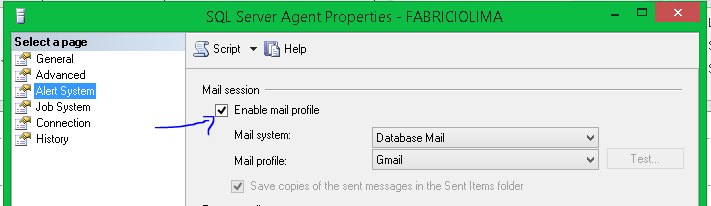 SQL Server Agent Properties - FABRICIOLIMA
Select a page
General
Advanced
Alert System
Job System
Connection
History
Script
Help
Mail session
Enable mail profile
Mail system:
Database Mail
Mail profile:
Gmail
Test...
Save copies of the sent messages in the Sent Items folder